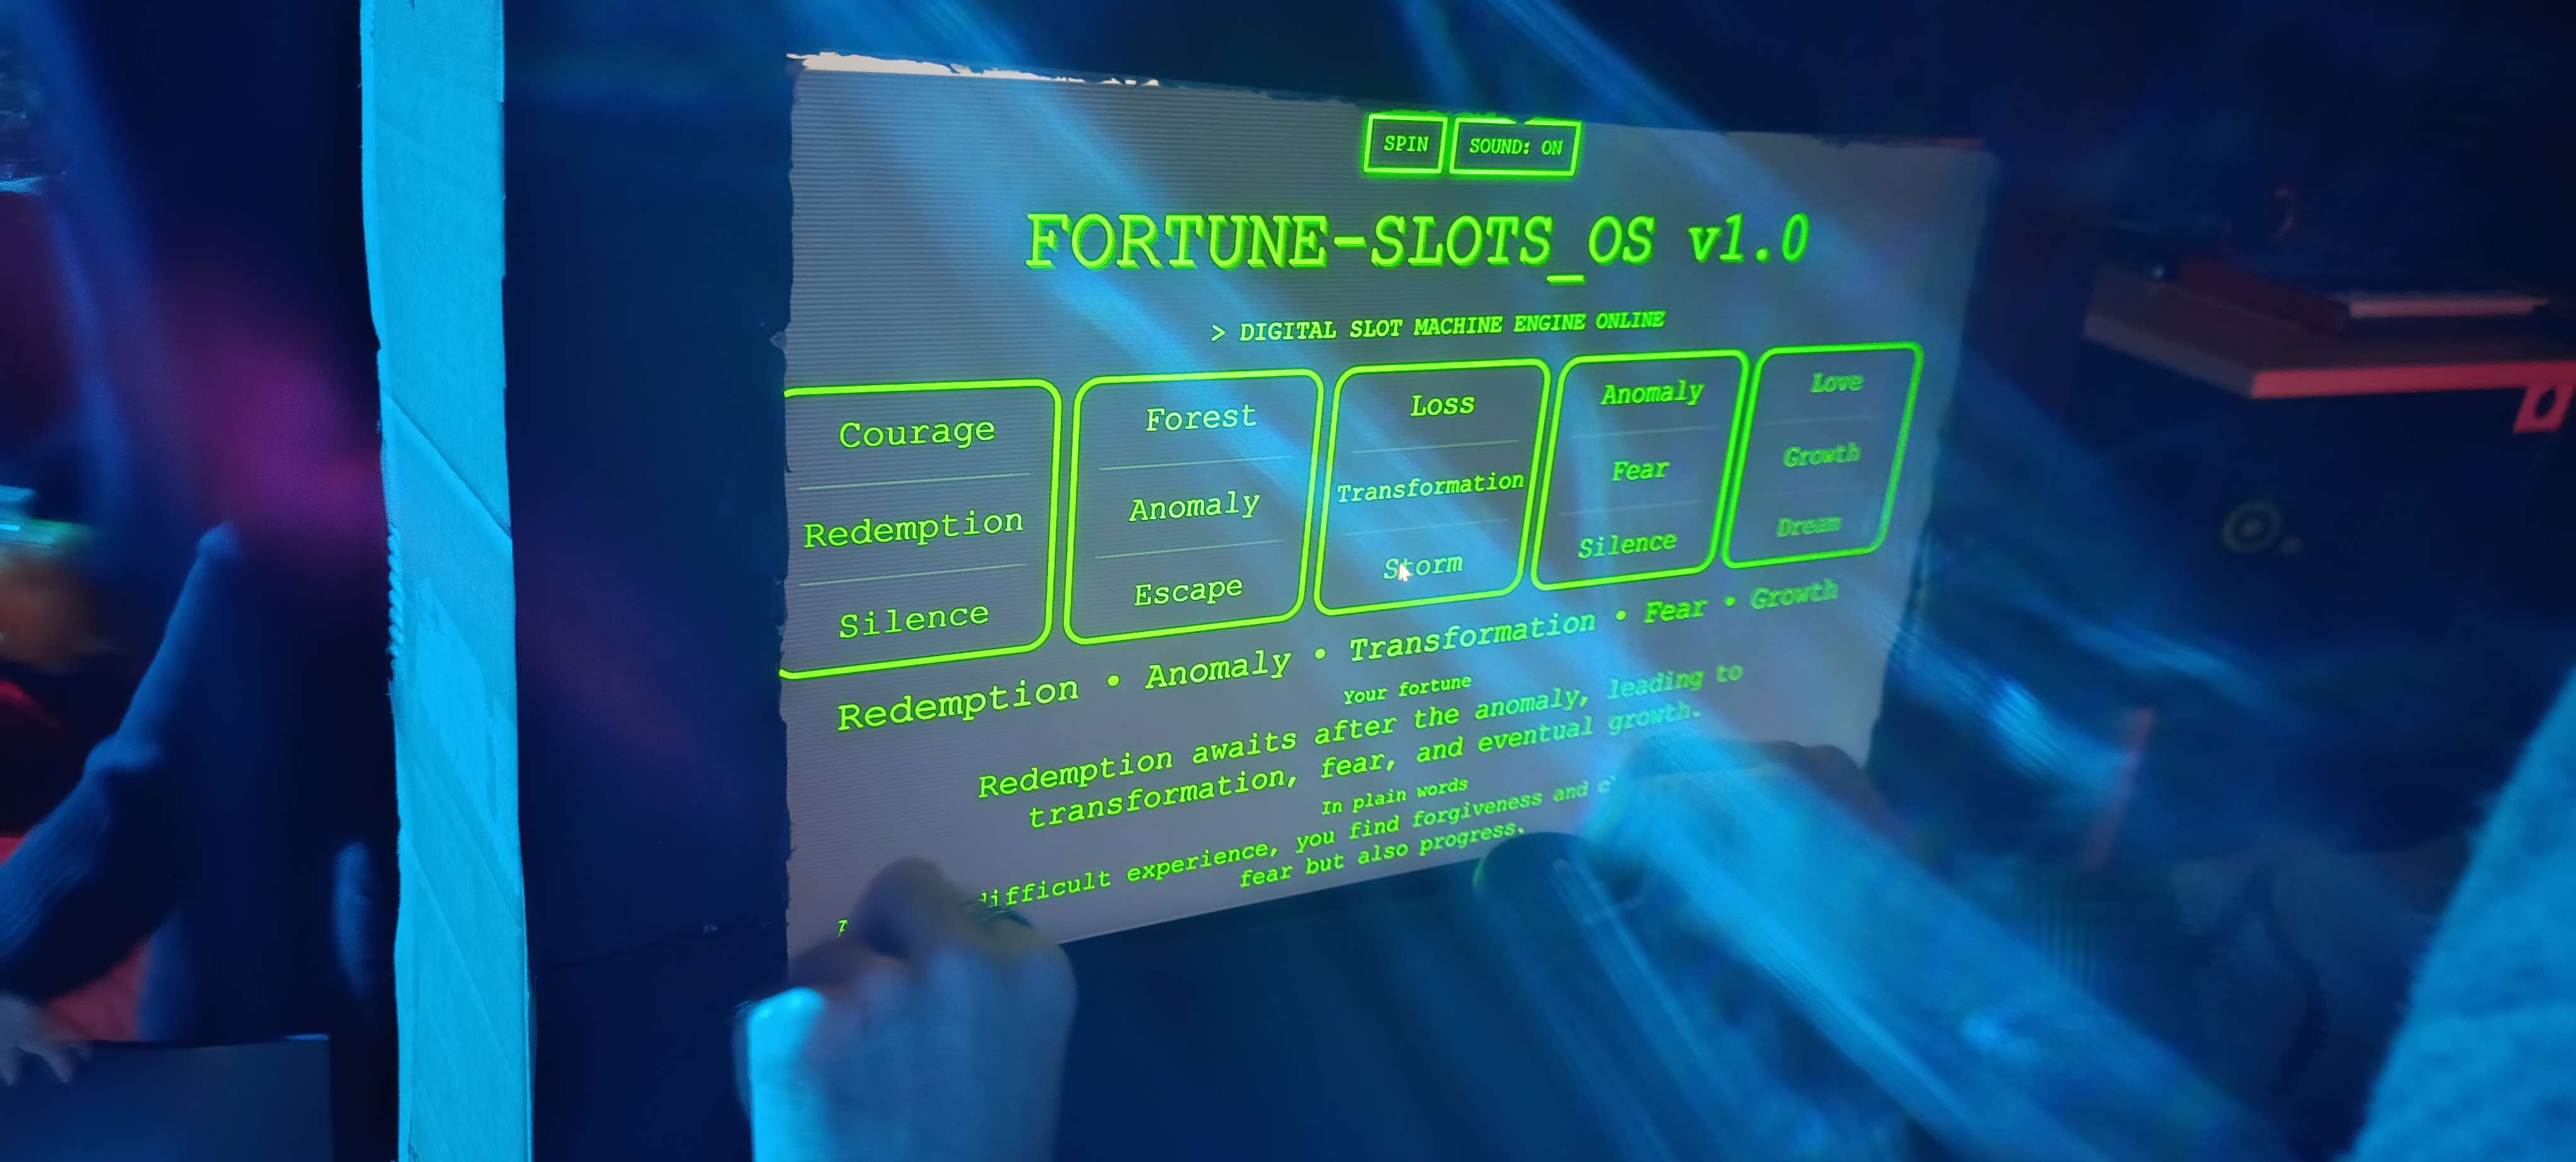 SPIN SOUND: ON
FORTUNE-SLOTS_OS v1.0
> DIGITAL SLOT MACHINE ENGINE ONLINE
Courage Forest Loss Anomaly Love
Redemption Anomaly Transformation Fear Growth
Silence Escape Storm Silence Dream
Redemption • Anomaly • Transformation • Fear • Growth
Your fortune
Redemption awaits after the anomaly, leading to
transformation, fear, and eventual growth.
In plain words
difficult experience, you find forgiveness and
fear but also progress.